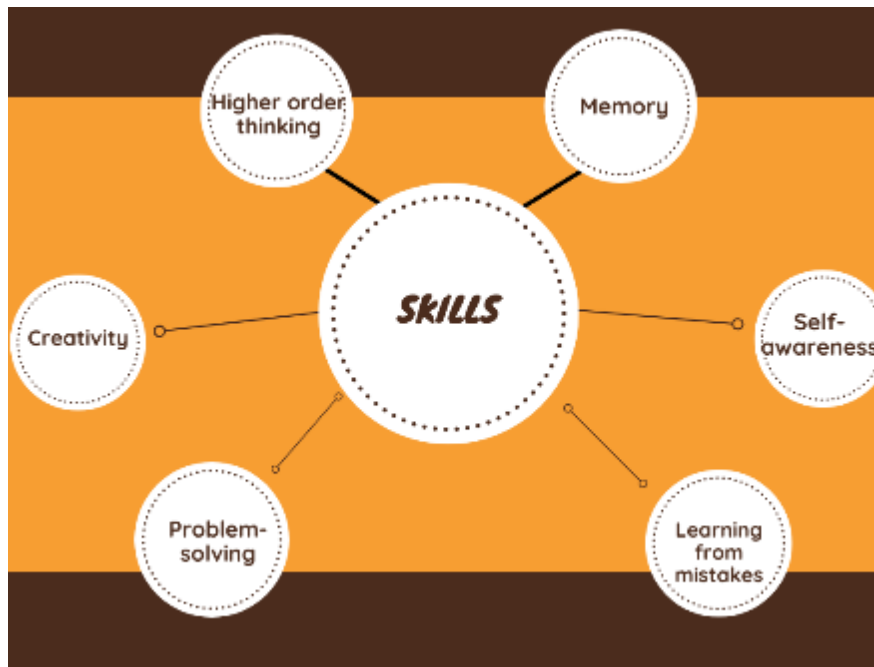 Higher order
thinking
Memory
SKILLS
Creativity
Self-
awareness
Problem-
solving
Learning
from
mistakes